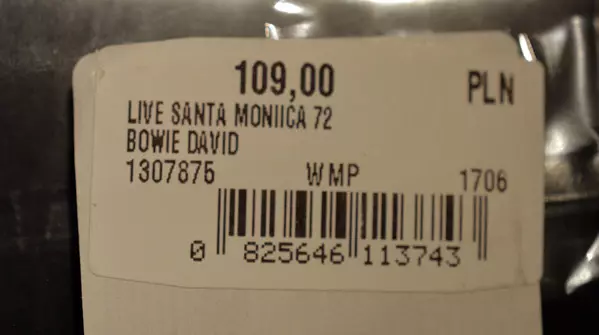 109,00 PLN
LIVE SANTA MONIICA 72
BOWIE DAVID
1307875 WMP 1706
0 825646 113743